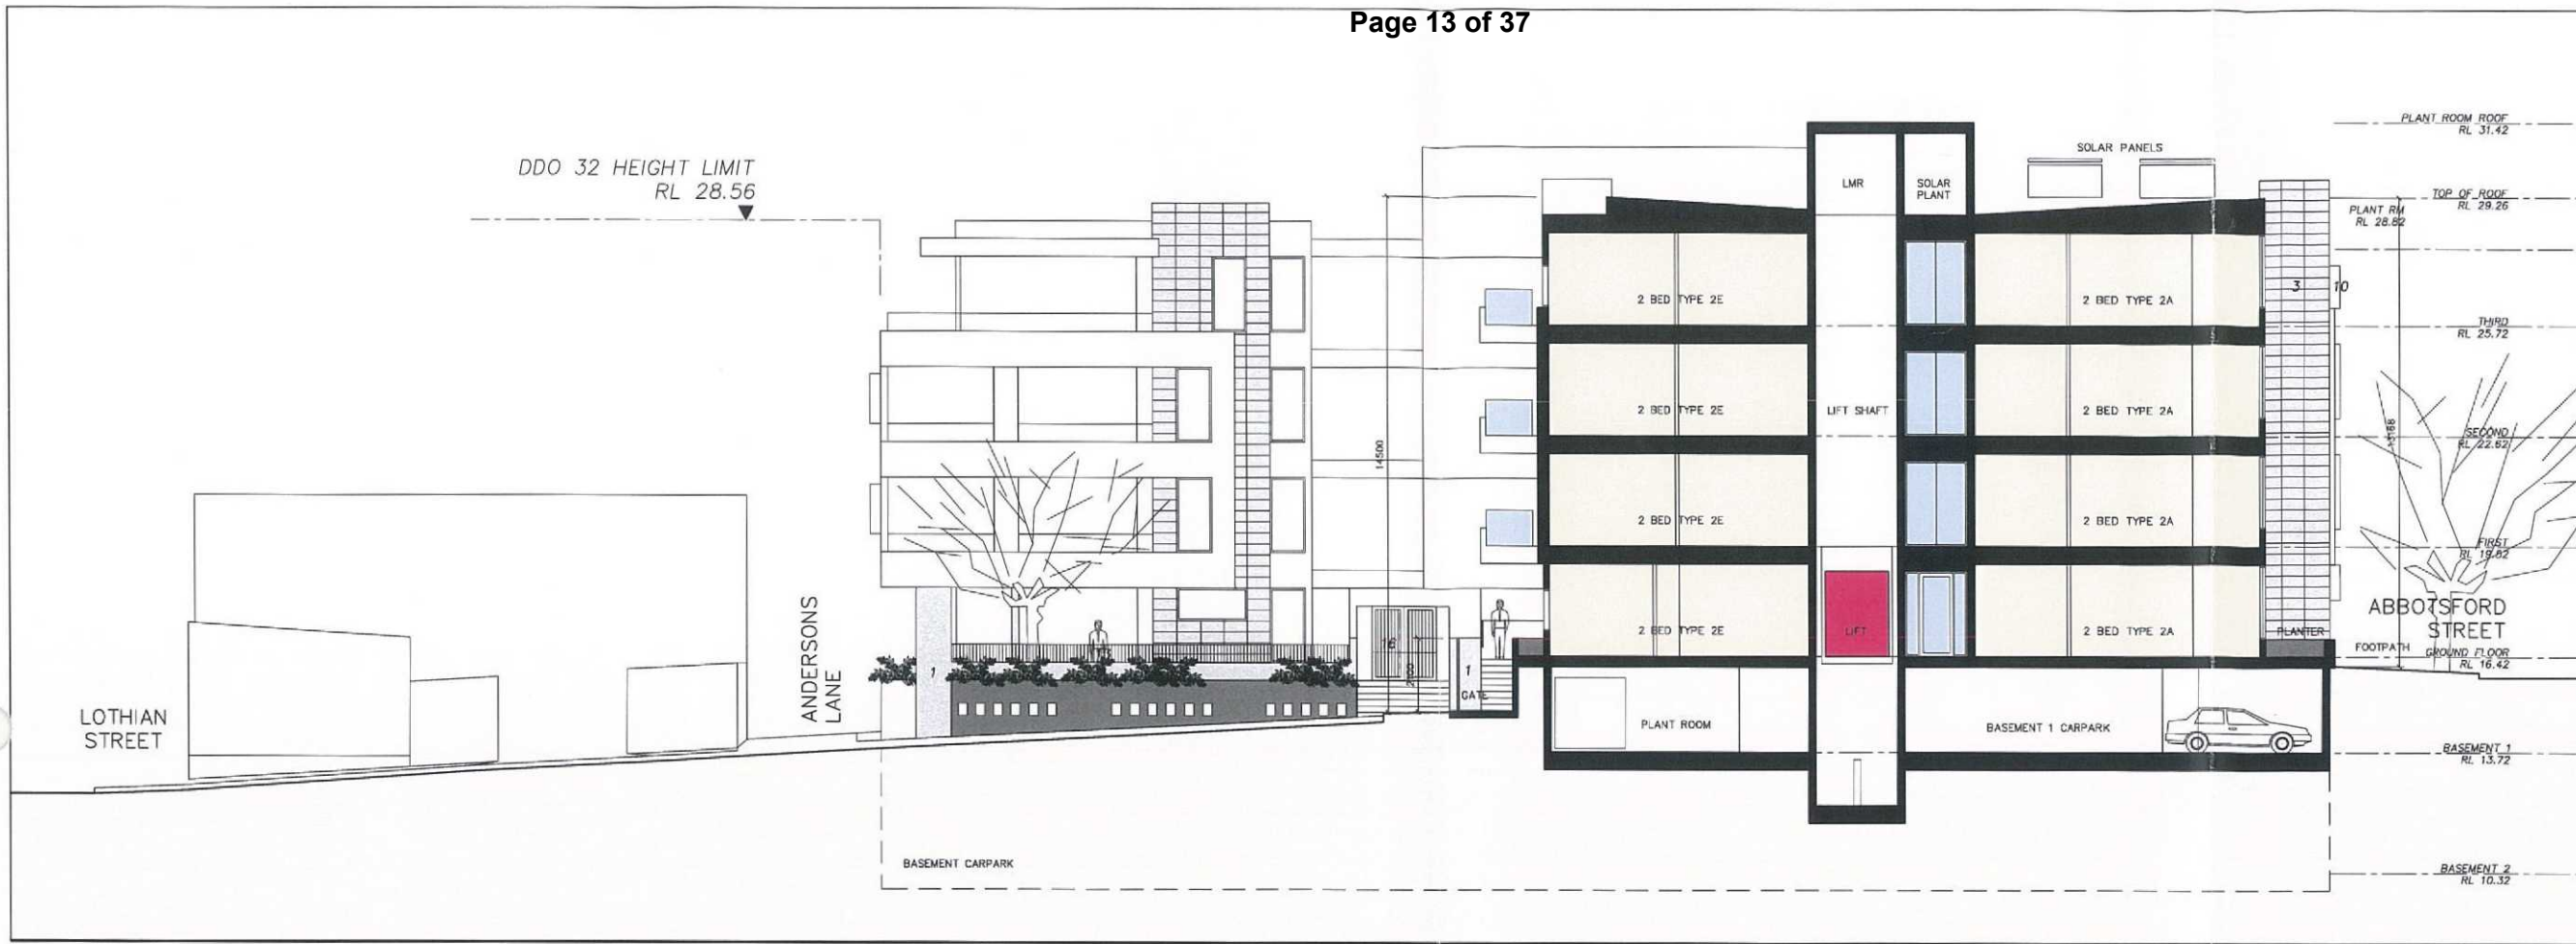 Page 13 of 37
DDO 32 HEIGHT LIMIT
RL 28.56
PLANT ROOM ROOF
RL 31.42
SOLAR PANELS
LMR
SOLAR
PLANT
TOP OF ROOF
RL 29.26
PLANT RM
RL 28.82
3
10
2 BED TYPE 2E
2 BED TYPE 2A
THIRD
RL 25.72
14500
2 BED TYPE 2E
LIFT SHAFT
2 BED TYPE 2A
SECOND
RL 22.62
2 BED TYPE 2E
2 BED TYPE 2A
FIRST
RL 19.52
ANDERSONS
LANE
ABBOTSFORD
STREET
1
16
1
GATE
2 BED TYPE 2E
LIFT
2 BED TYPE 2A
PLANTER
FOOTPATH
GROUND FLOOR
RL 16.42
LOTHIAN
STREET
PLANT ROOM
BASEMENT 1 CARPARK
BASEMENT 1
RL 13.72
BASEMENT CARPARK
BASEMENT 2
RL 10.32